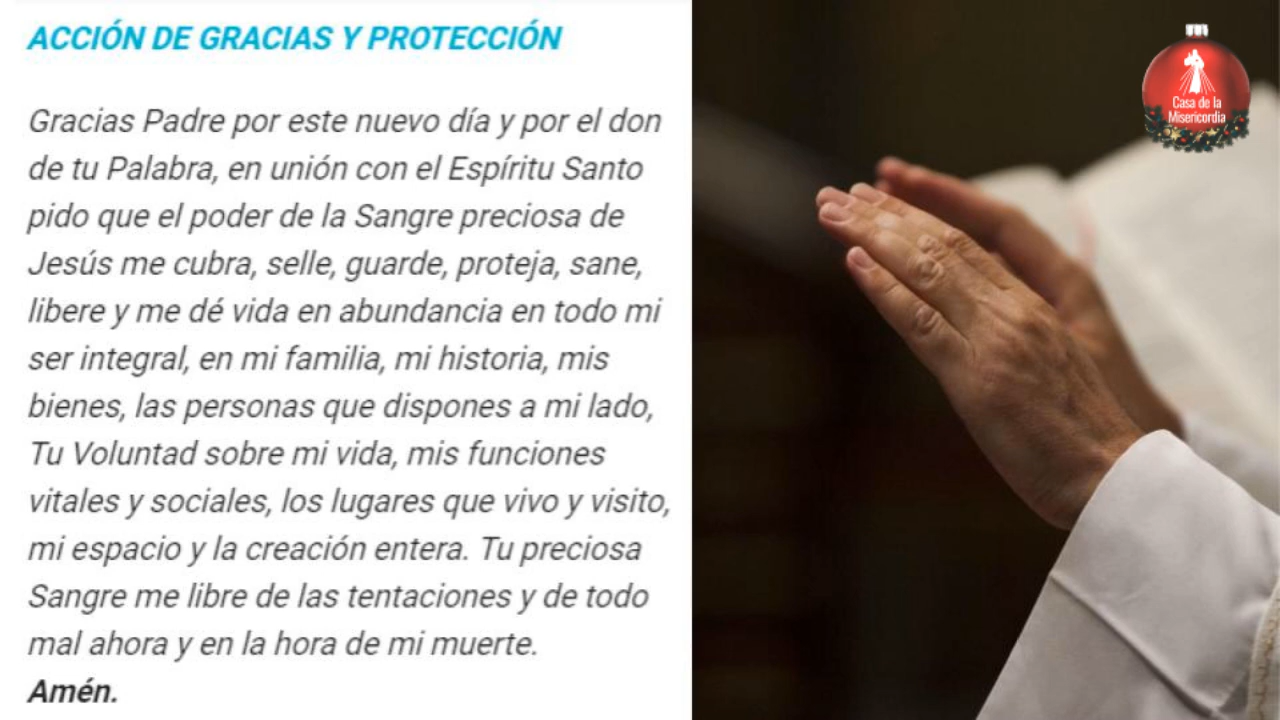 ACCIÓN DE GRACIAS Y PROTECCIÓN
Gracias Padre por este nuevo día y por el don
de tu Palabra, en unión con el Espíritu Santo
pido que el poder de la Sangre preciosa de
Jesús me cubra, selle, guarde, proteja, sane,
libere y me dé vida en abundancia en todo mi
ser integral, en mi familia, mi historia, mis
bienes, las personas que dispones a mi lado,
Tu Voluntad sobre mi vida, mis funciones
vitales y sociales, los lugares que vivo y visito,
mi espacio y la creación entera. Tu preciosa
Sangre me libre de las tentaciones y de todo
mal ahora y en la hora de mi muerte.
Amén.
Casa de la
Misericordia